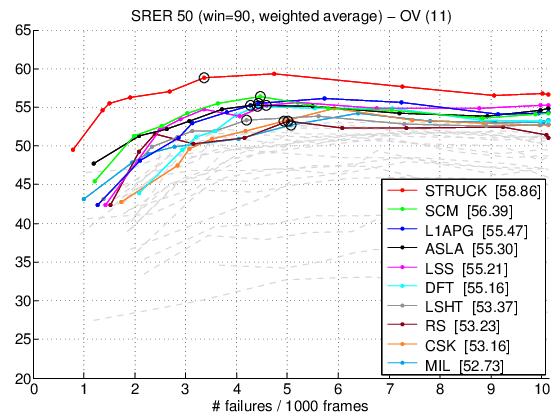 SRER 50 (win=90, weighted average) – OV (11)
65
60
55
50
45
40
35
30
25
20
0
1
2
3
4
5
6
7
8
9
10
# failures / 1000 frames
STRUCK [58.86]
SCM [56.39]
L1APG [55.47]
ASLA [55.30]
LSS [55.21]
DFT [55.16]
LSHT [53.37]
RS [53.23]
CSK [53.16]
MIL [52.73]